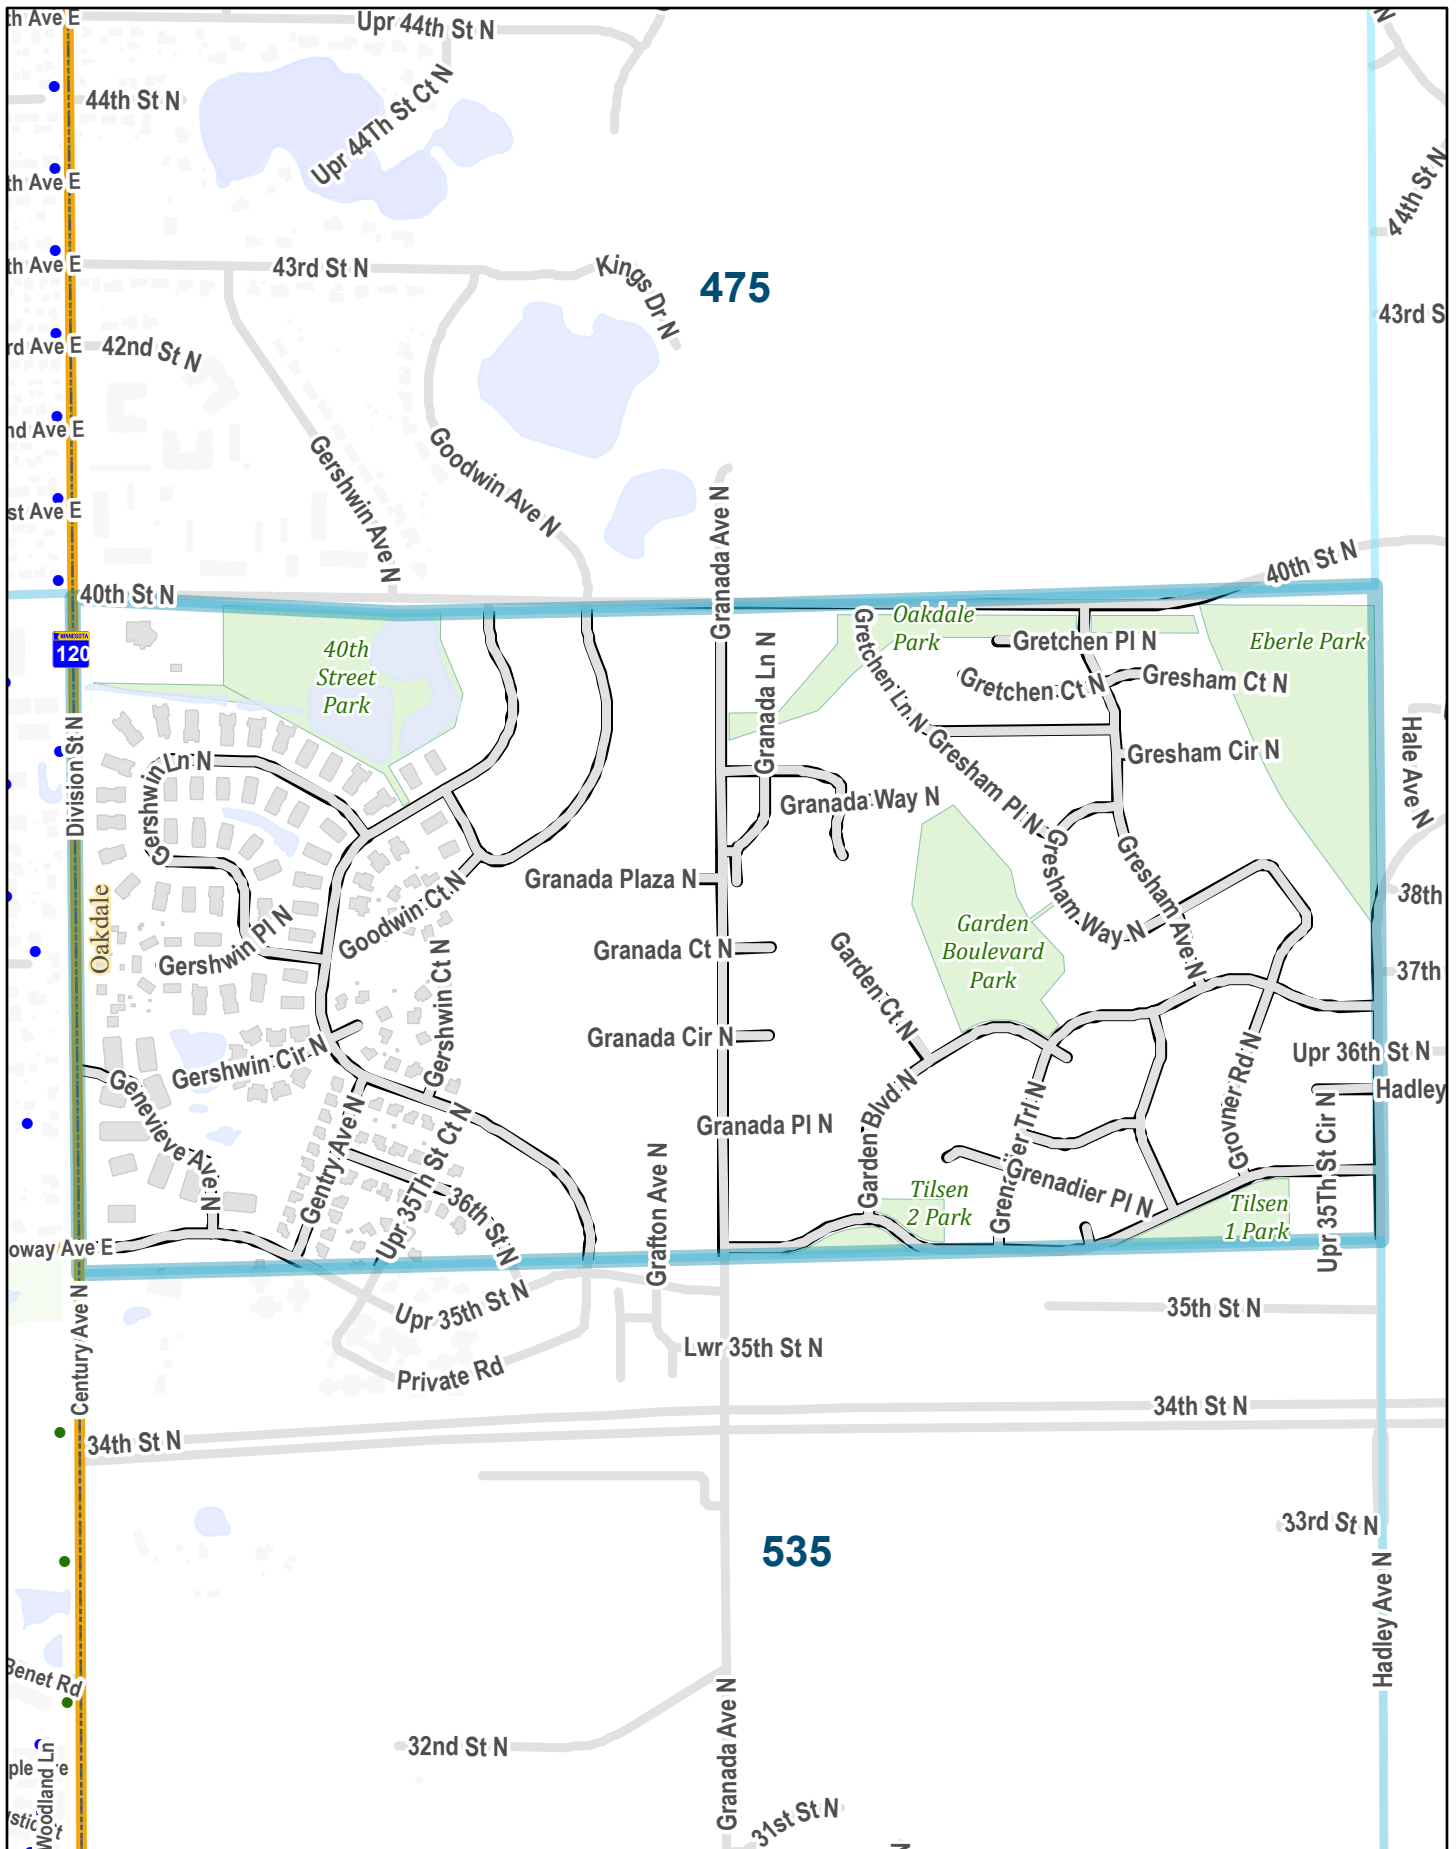 th Ave E
Upr 44th St N
N
44th St N
Upr 44Th St Ct N
th Ave E
44th St N
th Ave E
43rd St N
Kings Dr N
475
43rd S
rd Ave E
42nd St N
nd Ave E
Gershwin Ave N
Goodwin Ave N
st Ave E
Granada Ave N
40th St N
40th St N
MINNESOTA
120
40th
Street
Park
Oakdale
Park
Gretchen Pl N
Eberle Park
Gretchen Ln N
Granada Ln N
Gretchen Ct N
Gresham Ct N
Division St N
Gershwin Ln N
Gresham Pl N
Gresham Cir N
Hale Ave N
Granada Way N
Granada Plaza N
Gresham Way N
Gresham Ave N
38th
Oakdale
Gershwin Pl N
Goodwin Ct N
Gershwin Ct N
Granada Ct N
Garden Ct N
Garden
Boulevard
Park
37th
Granada Cir N
Gershwin Cir N
Upr 36th St N
Hadley
Genevieve Ave N
Gentry Ave N
Upr 35Th St Ct N
36th St N
Granada Pl N
Garden Blvd N
Grovner Rd N
Upr 35Th St Cir N
Grenadier Pl N
Grafton Ave N
Tilsen
2 Park
Tilsen
1 Park
oway Ave E
Upr 35th St N
35th St N
Century Ave N
Lwr 35th St N
Private Rd
34th St N
34th St N
33rd St N
535
Hadley Ave N
Benet Rd
Granada Ave N
32nd St N
Woodland Ln
31st St N
N